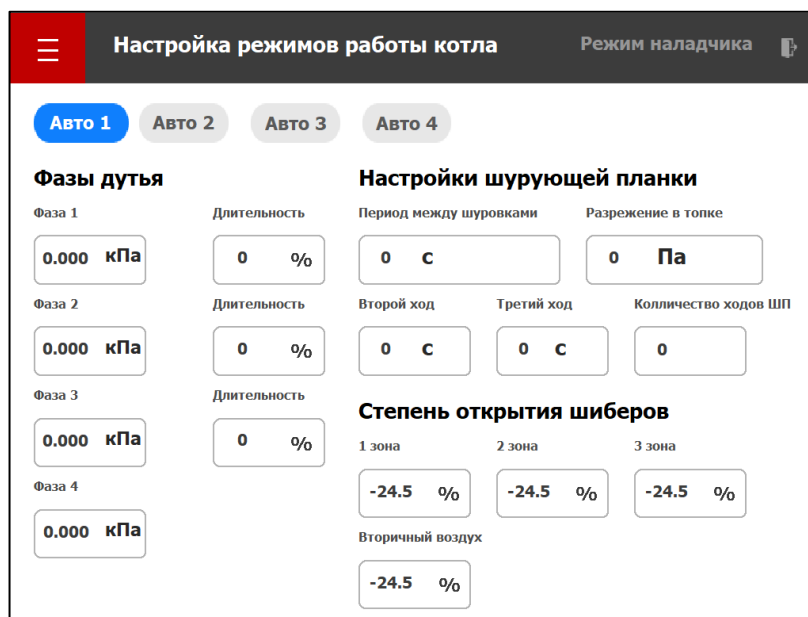 Настройка режимов работы котла
Режим наладчика
Авто 1 Авто 2 Авто 3 Авто 4
Фазы дутья
Фаза 1 Длительность
0.000 кПа 0 %
Фаза 2 Длительность
0.000 кПа 0 %
Фаза 3 Длительность
0.000 кПа 0 %
Фаза 4
0.000 кПа
Настройки шурующей планки
Период между шуровками Разрежение в топке
0 с 0 Па
Второй ход Третий ход Колличество ходов ШП
0 с 0 с 0
Степень открытия шиберов
1 зона 2 зона 3 зона
-24.5 % -24.5 % -24.5 %
Вторичный воздух
-24.5 %